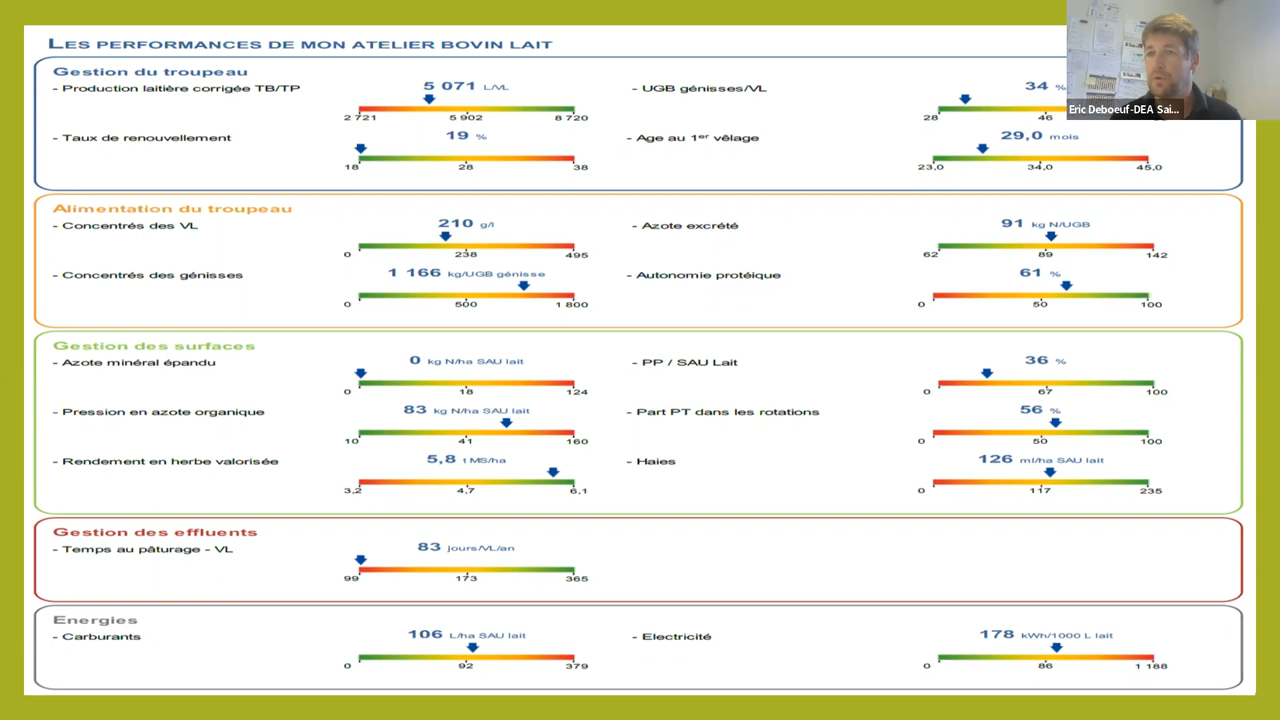 LES PERFORMANCES DE MON ATELIER BOVIN LAIT
Gestion du troupeau
- Production laitière corrigée TB/TP
5 071 L/VL
2 721 5 902 8 720
- UGB génisses/VL
34 %
28 46
Eric Deboeuf-DEA Sai...
- Taux de renouvellement
19 %
18 28 38
- Age au 1er vêlage
29,0 mois
23,0 34,0 45,0
Alimentation du troupeau
- Concentrés des VL
210 g/l
0 238 495
- Azote excrété
91 kg N/UGB
62 89 142
- Concentrés des génisses
1 166 kg/UGB génisse
0 500 1 800
- Autonomie protéique
61 %
0 50 100
Gestion des surfaces
- Azote minéral épandu
0 kg N/ha SAU lait
0 18 124
- PP / SAU Lait
36 %
0 67 100
- Pression en azote organique
83 kg N/ha SAU lait
10 41 160
- Part PT dans les rotations
56 %
0 50 100
- Rendement en herbe valorisée
5,8 t MS/ha
3,2 4,7 6,1
- Haies
126 ml/ha SAU lait
0 117 235
Gestion des effluents
- Temps au pâturage - VL
83 jours/VL/an
99 173 365
Energies
- Carburants
106 L/ha SAU lait
0 92 379
- Electricité
178 kWh/1000 L lait
0 86 1 188